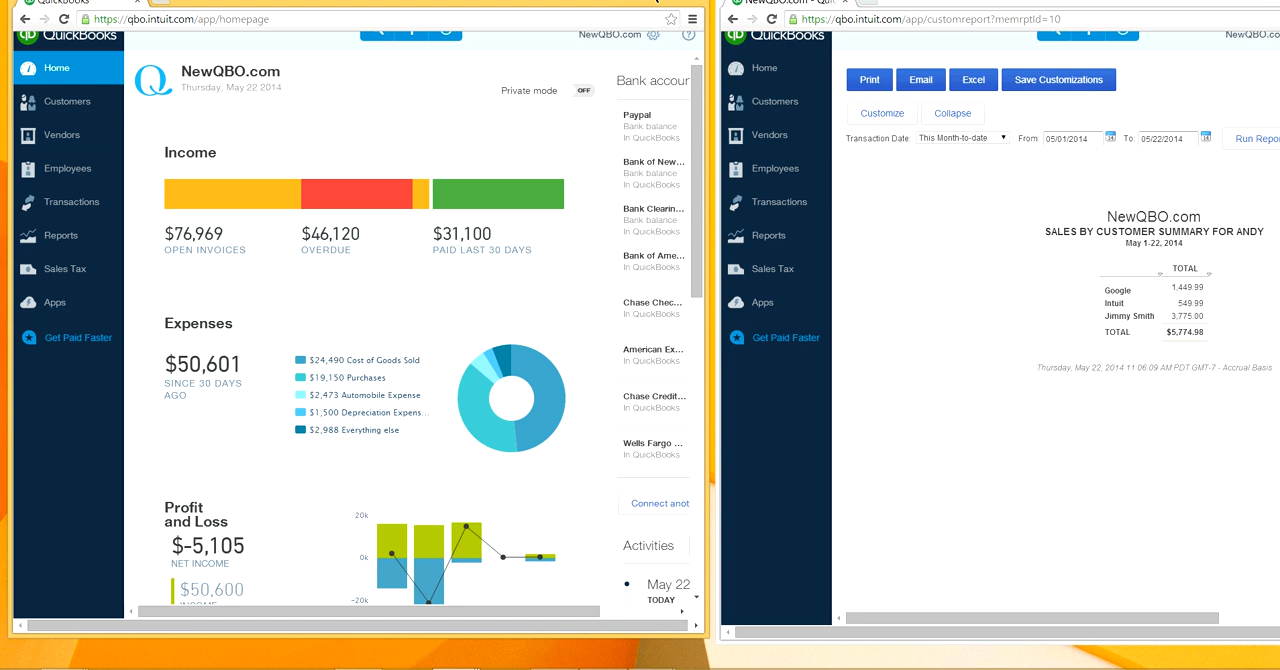 QuickBooks
https://qbo.intuit.com/app/homepage
QuickBooks
NewQBO.com
Home
Customers
Vendors
Employees
Transactions
Reports
Sales Tax
Apps
Get Paid Faster
NewQBO.com
Thursday, May 22 2014
Private mode
OFF
Income
$76,969
OPEN INVOICES
$46,120
OVERDUE
$31,100
PAID LAST 30 DAYS
Expenses
$50,601
SINCE 30 DAYS
AGO
$24,490 Cost of Goods Sold
$19,150 Purchases
$2,473 Automobile Expense
$1,500 Depreciation Expens...
$2,988 Everything else
Profit
and Loss
$-5,105
NET INCOME
$50,600
INCOME
20k
0k
-20k
Bank accour
Paypal
Bank balance
In QuickBooks
Bank of New...
Bank balance
In QuickBooks
Bank Clearin...
Bank balance
In QuickBooks
Bank of Ame...
In QuickBooks
Chase Chec...
In QuickBooks
American Ex...
In QuickBooks
Chase Credit...
In QuickBooks
Wells Fargo ...
In QuickBooks
Connect anot
Activities
May 22
TODAY
NewQBO.com - Quic
https://qbo.intuit.com/app/customreport?memrptId=10
QuickBooks
NewQBO.co
Home
Customers
Vendors
Employees
Transactions
Reports
Sales Tax
Apps
Get Paid Faster
Print
Email
Excel
Save Customizations
Customize
Collapse
Transaction Date: This Month-to-date From: 05/01/2014 To: 05/22/2014 Run Repor
NewQBO.com
SALES BY CUSTOMER SUMMARY FOR ANDY
May 1-22, 2014
TOTAL
Google 1,449.99
Intuit 549.99
Jimmy Smith 3,775.00
TOTAL $5,774.98
Thursday, May 22, 2014 11:06:09 AM PDT GMT-7 - Accrual Basis